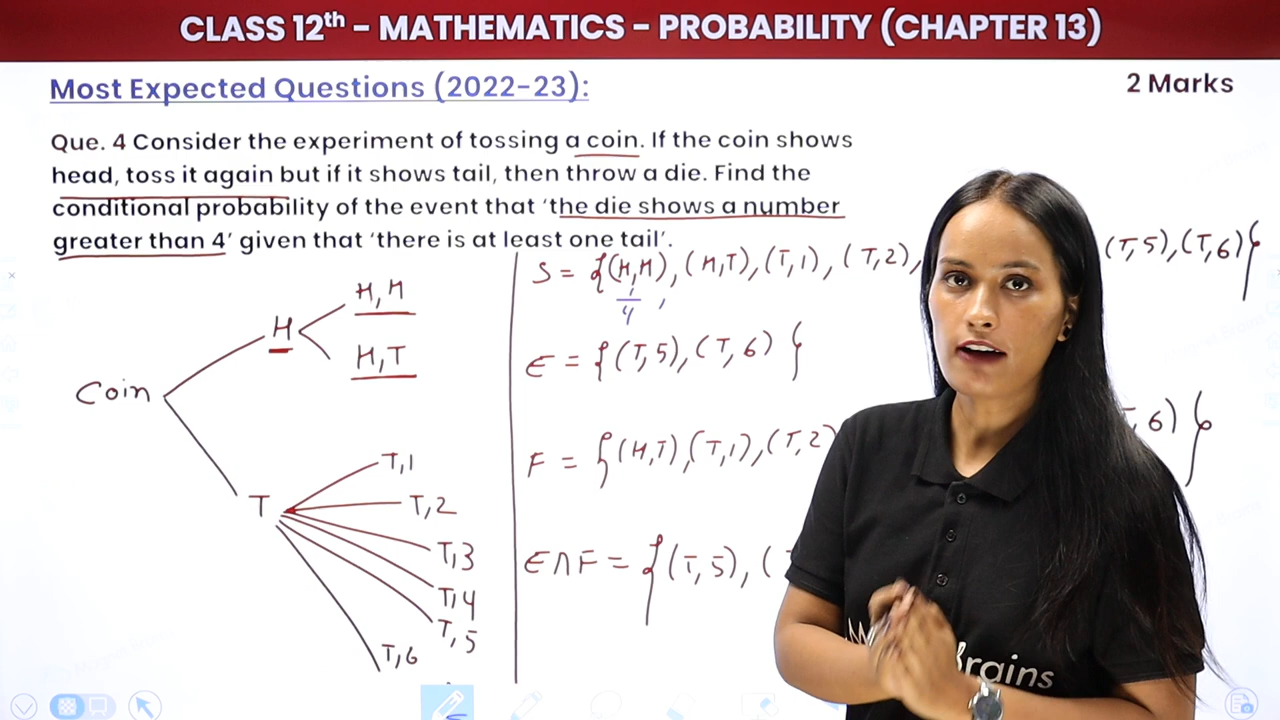 CLASS 12th - MATHEMATICS - PROBABILITY (CHAPTER 13)
Most Expected Questions (2022-23):
2 Marks
Que. 4 Consider the experiment of tossing a coin. If the coin shows
head, toss it again but if it shows tail, then throw a die. Find the
conditional probability of the event that 'the die shows a number
greater than 4' given that 'there is at least one tail'.
Coin
H
H,H
H,T
T
T,1
T,2
T,3
T,4
T,5
T,6
S = {(H,H), (H,T), (T,1), (T,2), (T,5), (T,6)}
1/4 ,
E = {(T,5), (T,6)}
F = {(H,T), (T,1), (T,2) 6)}
E∩F = {(T,5), (
rains